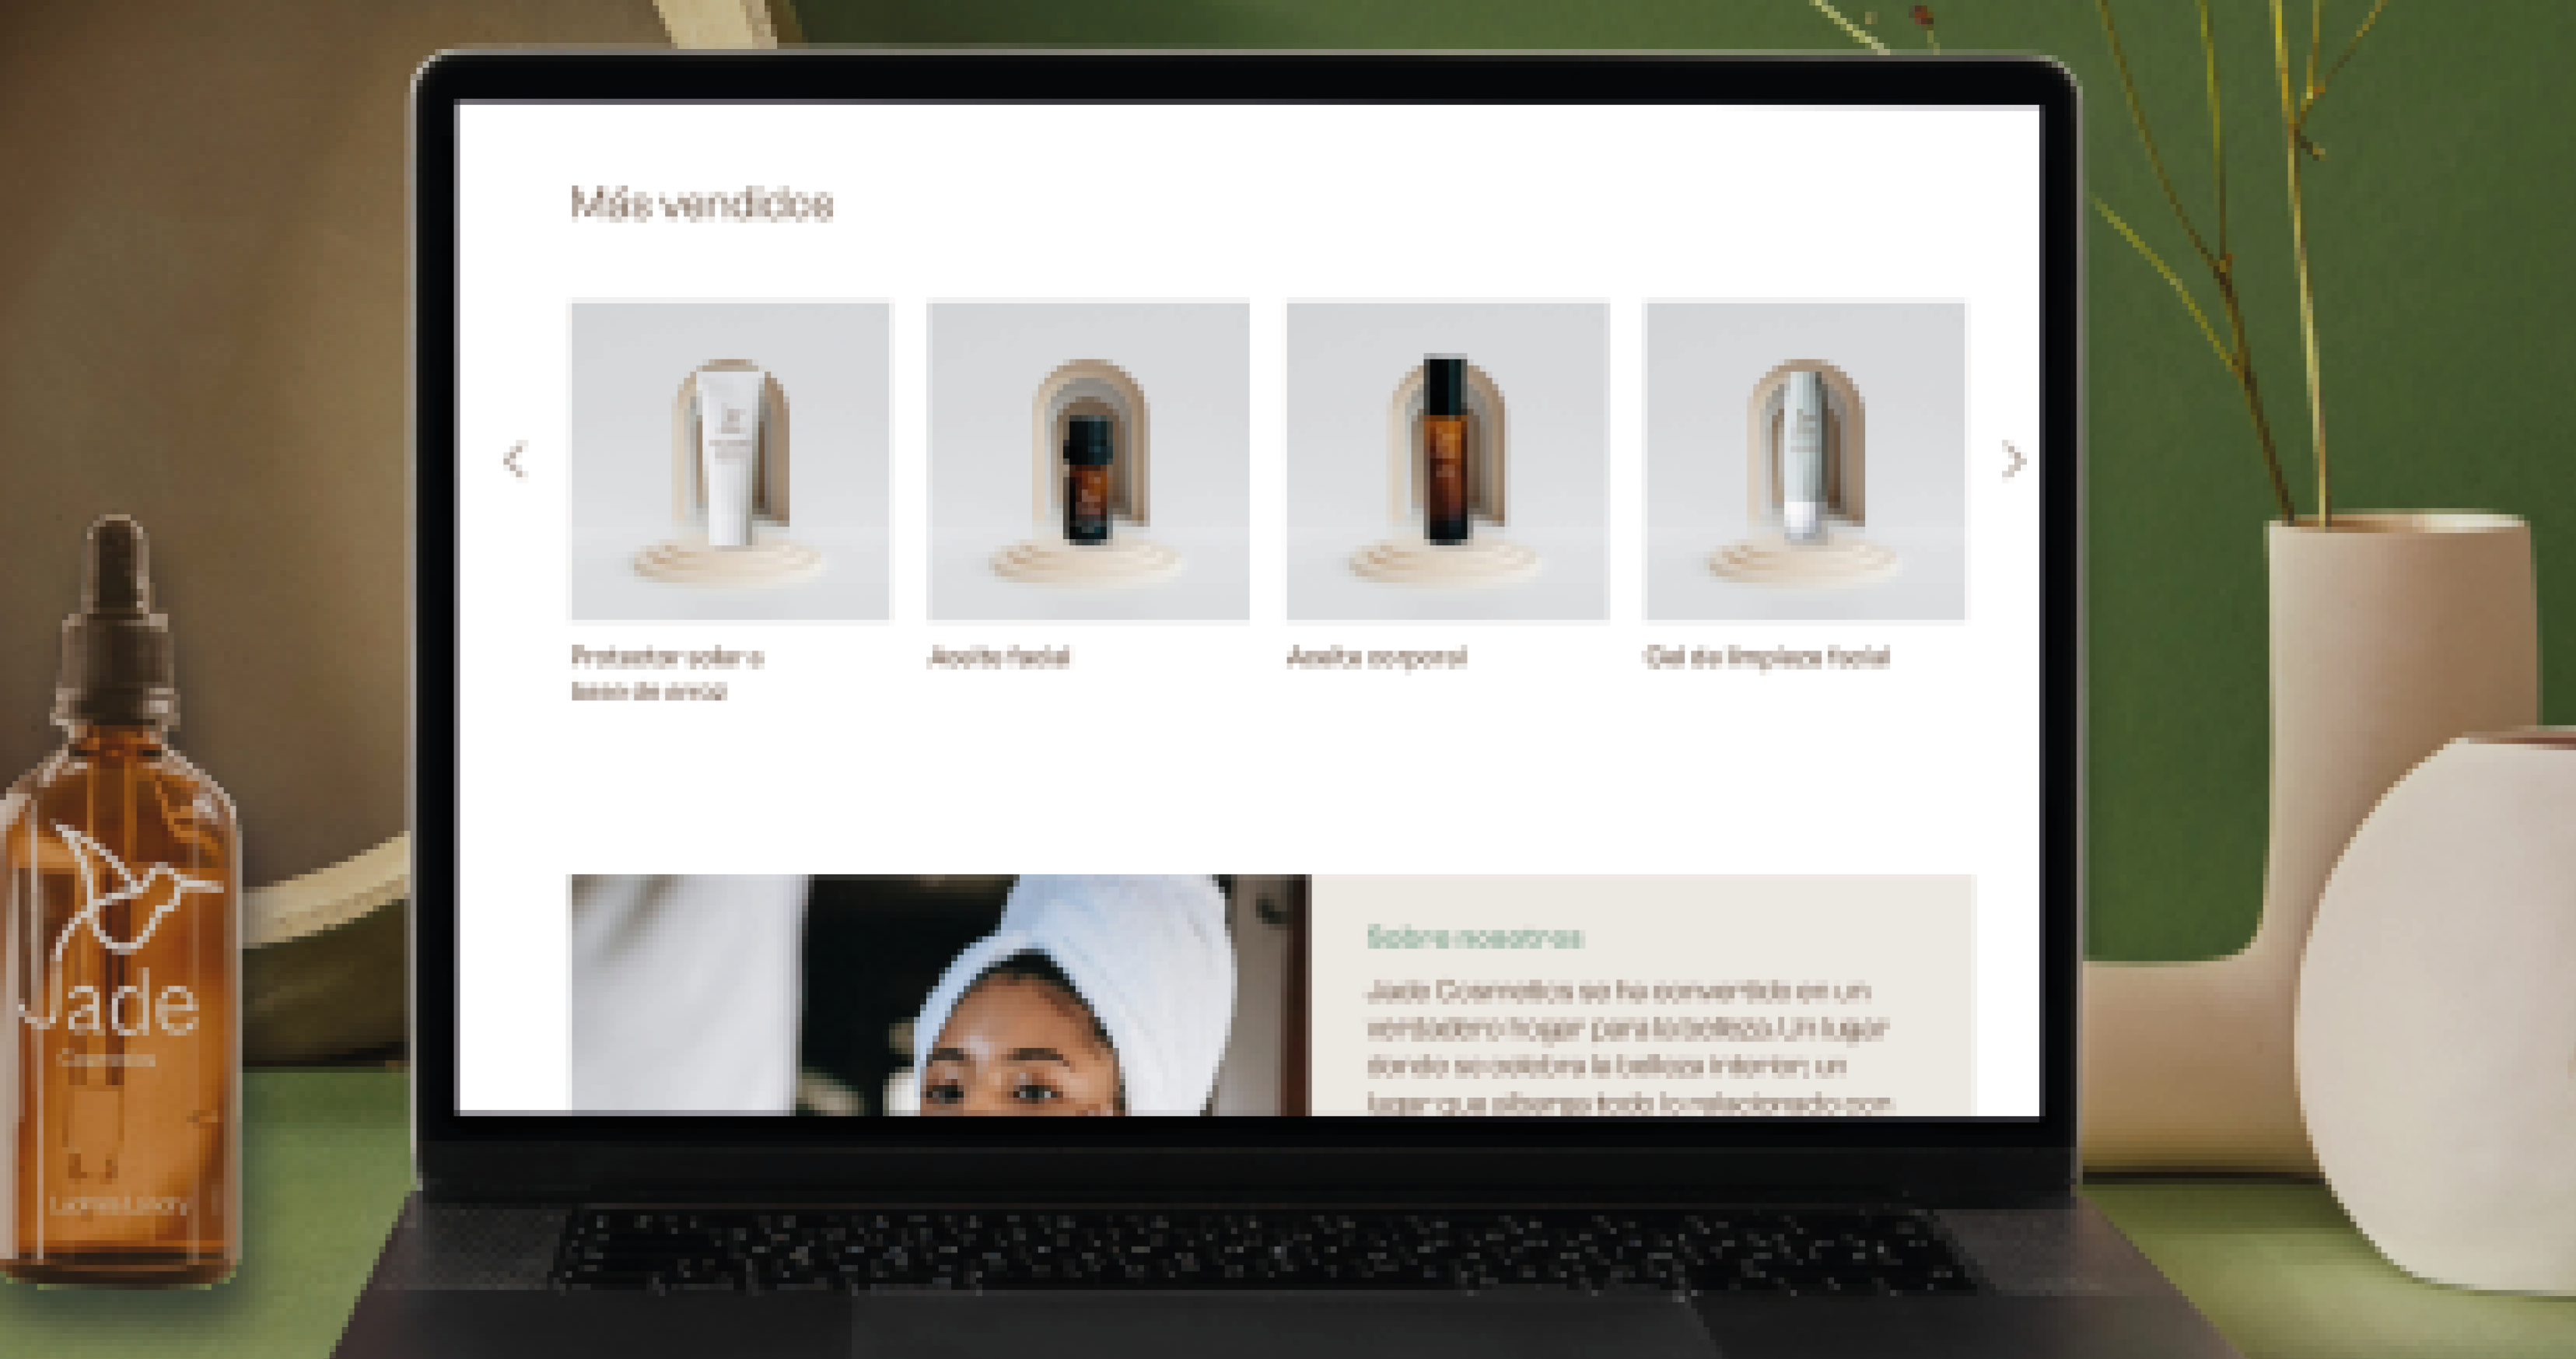 Más vendidos
Protector solar a
base de arroz
Aceite facial
Aceite corporal
Gel de limpieza facial
Sobre nosotros
Jade Cosmetics se ha convertido en un
verdadero hogar para la belleza. Un lugar
donde se celebra la belleza interior; un
lugar que alberga todo lo relacionado con
Jade
Cosmetics